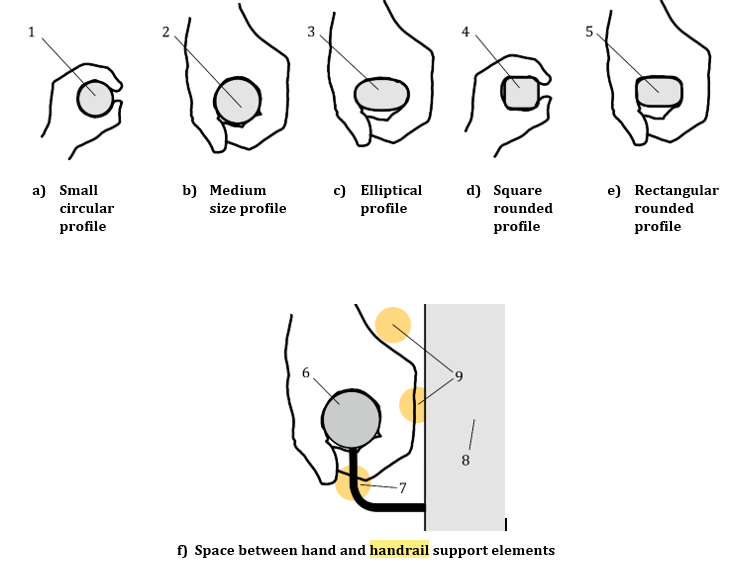 1
2
3
4
5
a) Small
circular
profile
b) Medium
size profile
c) Elliptical
profile
d) Square
rounded
profile
e) Rectangular
rounded
profile
6
9
8
7
f) Space between hand and handrail support elements